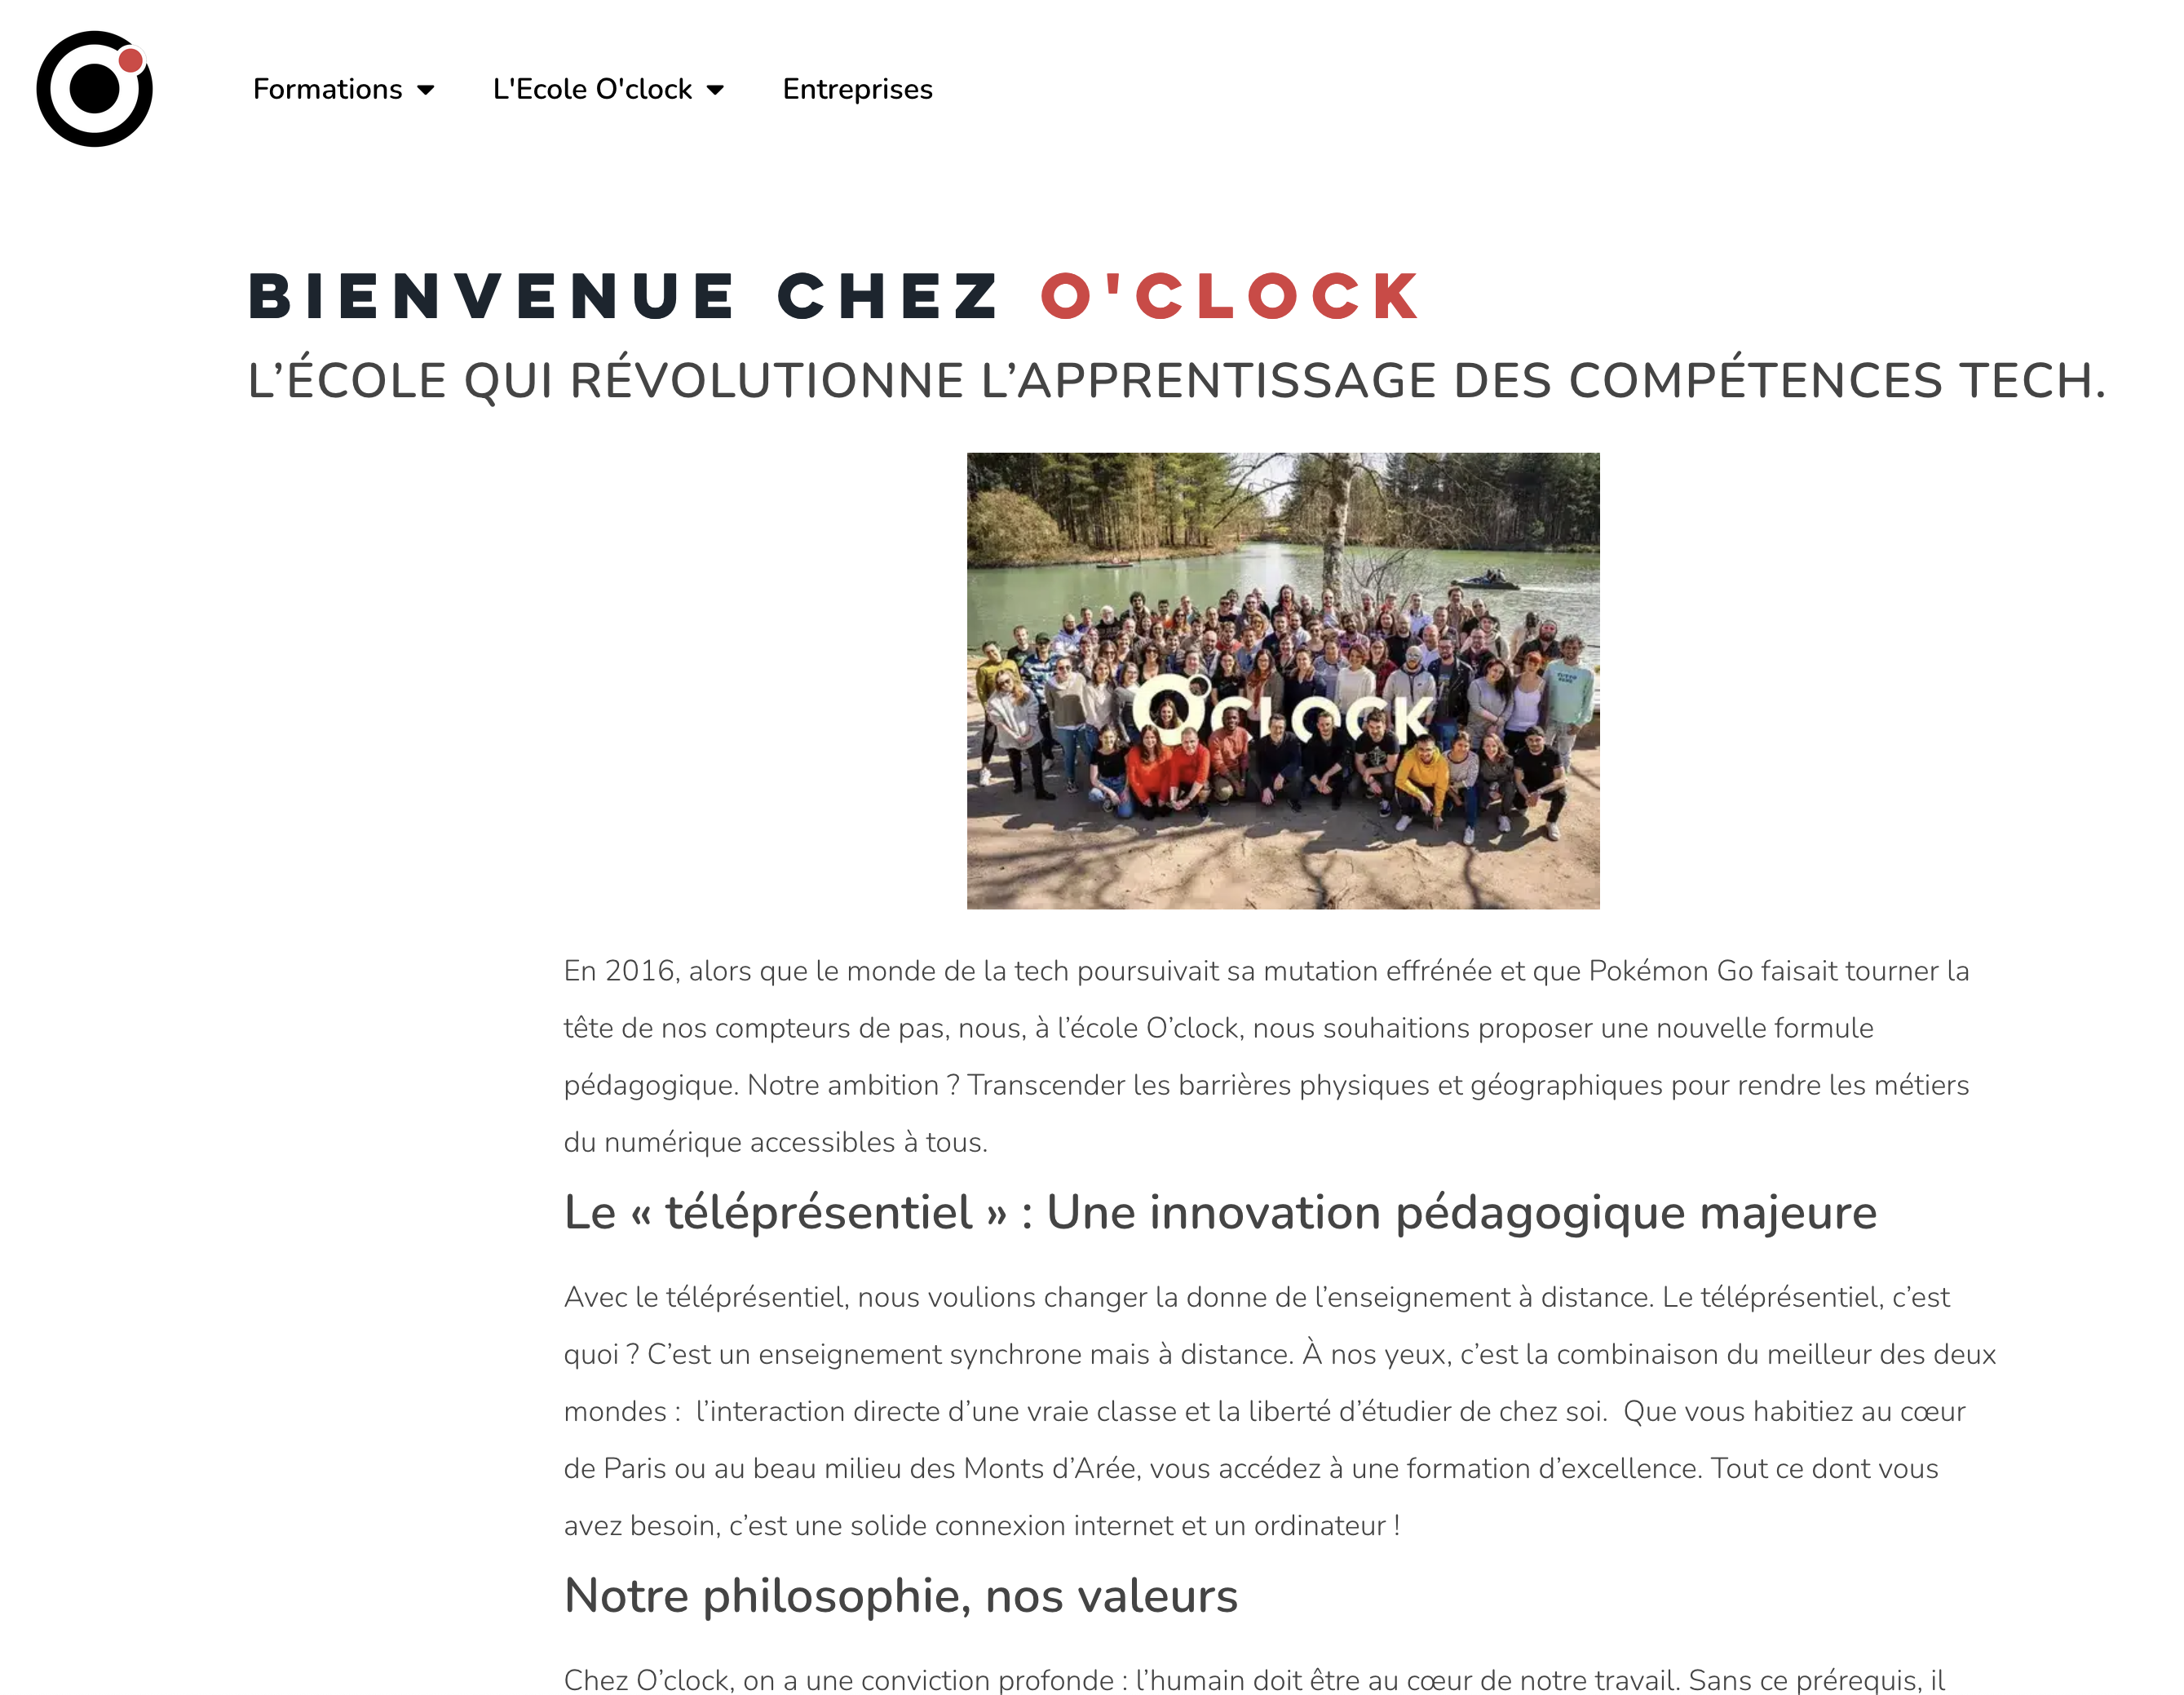 Formations
L'Ecole O'clock
Entreprises
BIENVENUE CHEZ O'CLOCK
L’ÉCOLE QUI RÉVOLUTIONNE L’APPRENTISSAGE DES COMPÉTENCES TECH.
O'CLOCK
En 2016, alors que le monde de la tech poursuivait sa mutation effrénée et que Pokémon Go faisait tourner la
tête de nos compteurs de pas, nous, à l’école O’clock, nous souhaitions proposer une nouvelle formule
pédagogique. Notre ambition ? Transcender les barrières physiques et géographiques pour rendre les métiers
du numérique accessibles à tous.
Le « téléprésentiel » : Une innovation pédagogique majeure
Avec le téléprésentiel, nous voulions changer la donne de l’enseignement à distance. Le téléprésentiel, c’est
quoi ? C’est un enseignement synchrone mais à distance. À nos yeux, c’est la combinaison du meilleur des deux
mondes :  l’interaction directe d’une vraie classe et la liberté d’étudier de chez soi.  Que vous habitiez au cœur
de Paris ou au beau milieu des Monts d’Arée, vous accédez à une formation d’excellence. Tout ce dont vous
avez besoin, c’est une solide connexion internet et un ordinateur !
Notre philosophie, nos valeurs
Chez O’clock, on a une conviction profonde : l’humain doit être au cœur de notre travail. Sans ce prérequis, il